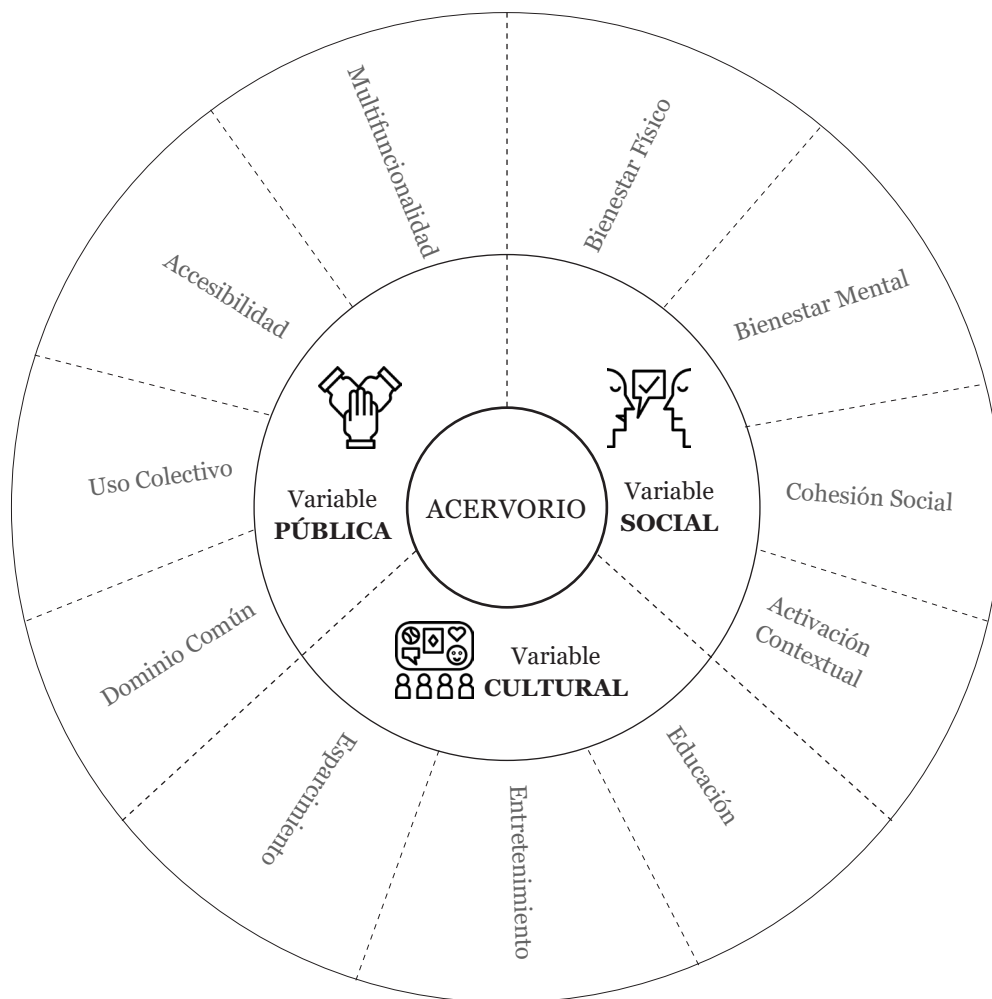 Multifuncionalidad
Bienestar Físico
Accesibilidad
Bienestar Mental
Uso Colectivo
Variable
PÚBLICA
ACERVORIO
Variable
SOCIAL
Cohesión Social
Dominio Común
Variable
CULTURAL
Activación
Contextual
Esparcimiento
Entretenimiento
Educación